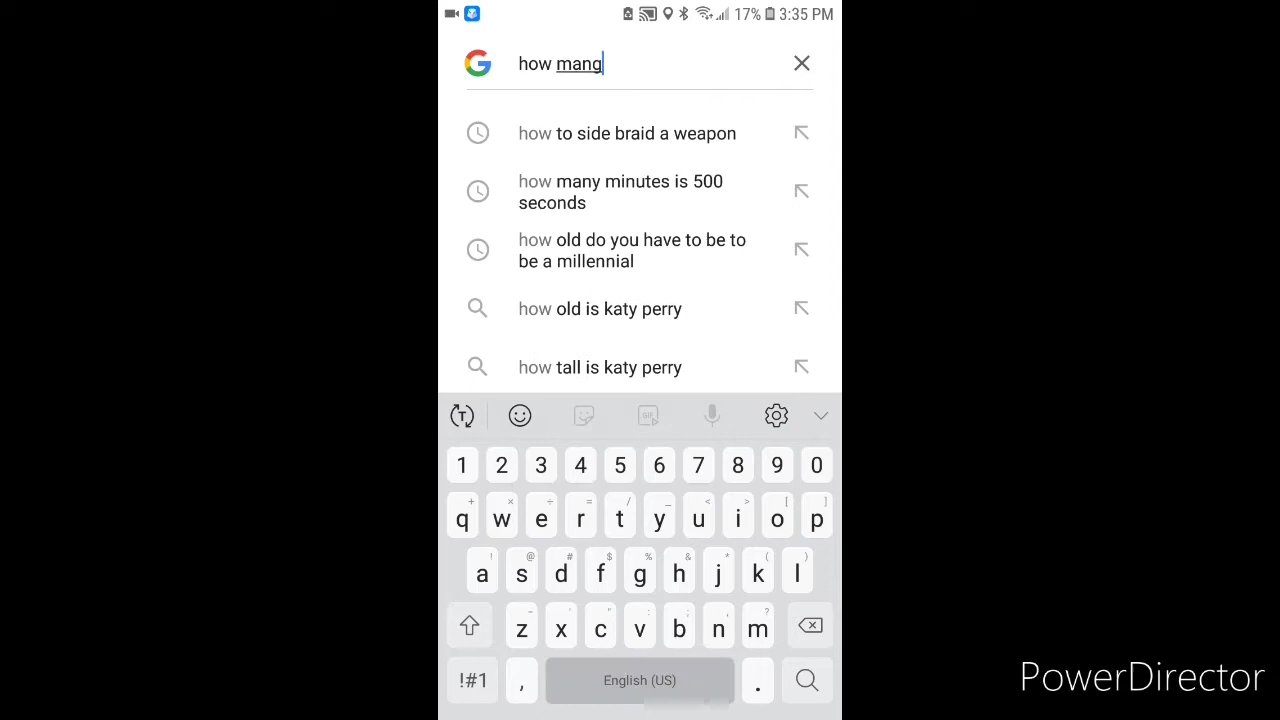 17% 3:35 PM
how mang
how to side braid a weapon
how many minutes is 500
seconds
how old do you have to be to
be a millennial
how old is katy perry
how tall is katy perry
T
GIF
1 2 3 4 5 6 7 8 9 0
+ × ÷ = / _ < > [ ]
q w e r t y u i o p
! @ # $ % & * ( )
a s d f g h j k l
- ' " : ; , ?
z x c v b n m
!#1 , English (US) .
PowerDirector